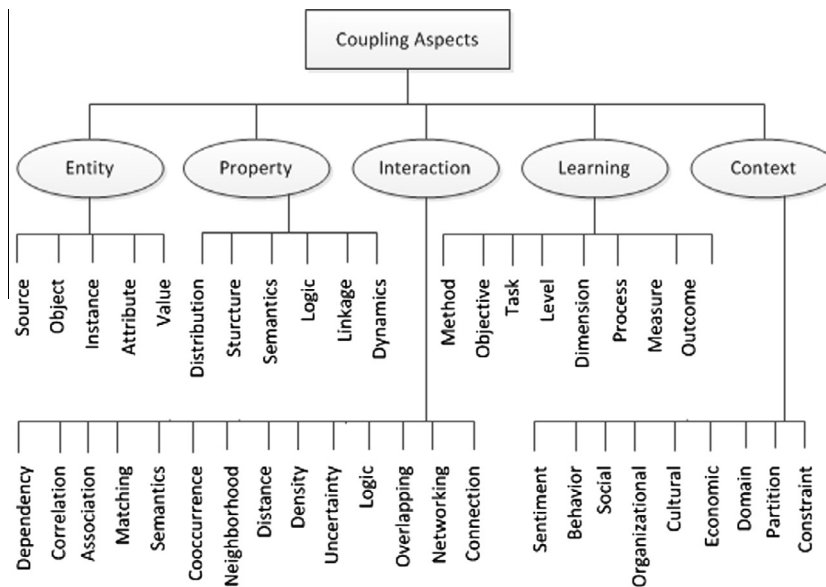 Coupling Aspects
Entity
Property
Interaction
Learning
Context
Source
Object
Instance
Attribute
Value
Distribution
Sturcture
Semantics
Logic
Linkage
Dynamics
Method
Objective
Task
Level
Dimension
Process
Measure
Outcome
Dependency
Correlation
Association
Matching
Semantics
Cooccurrence
Neighborhood
Distance
Density
Uncertainty
Logic
Overlapping
Networking
Connection
Sentiment
Behavior
Social
Organizational
Cultural
Economic
Domain
Partition
Constraint